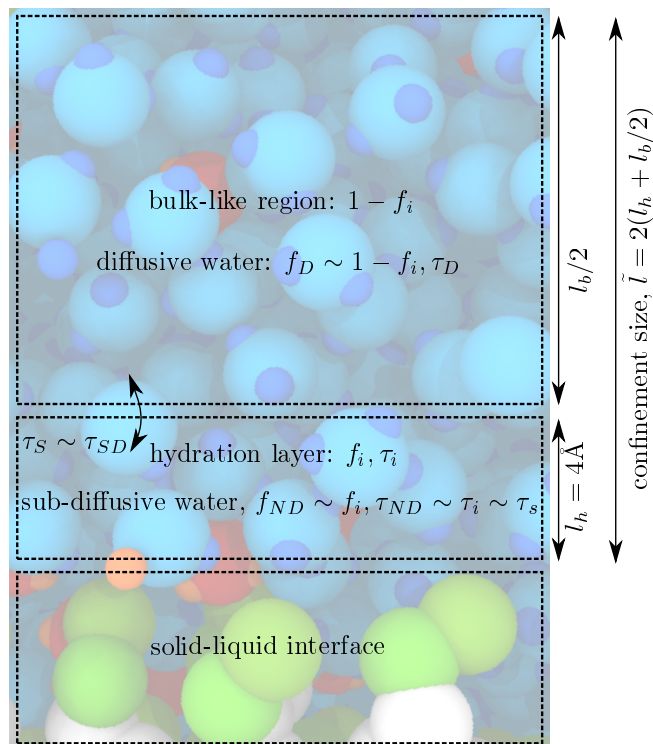 bulk-like region: 1 − f_i
diffusive water: f_D ∼ 1 − f_i, τ_D
l_b/2
confinement size, l̃ = 2(l_h + l_b/2)
τ_S ∼ τ_SD
hydration layer: f_i, τ_i
sub-diffusive water, f_ND ∼ f_i, τ_ND ∼ τ_i ∼ τ_s
l_h = 4Å
solid-liquid interface